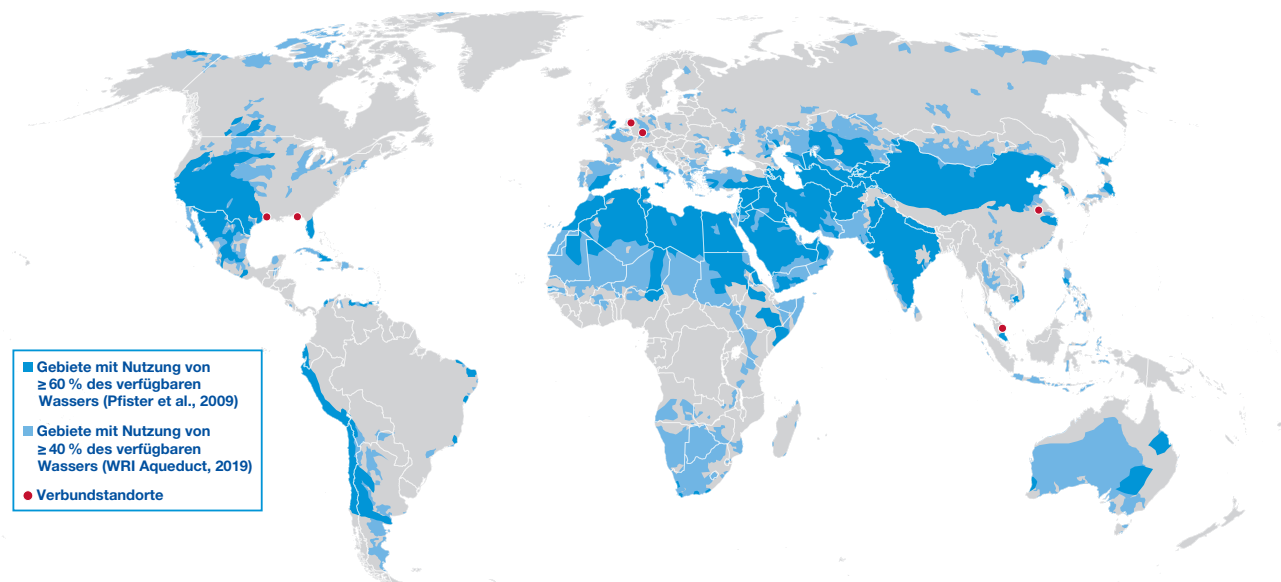 Gebiete mit Nutzung von
≥ 60 % des verfügbaren
Wassers (Pfister et al., 2009)
Gebiete mit Nutzung von
≥ 40 % des verfügbaren
Wassers (WRI Aqueduct, 2019)
Verbundstandorte